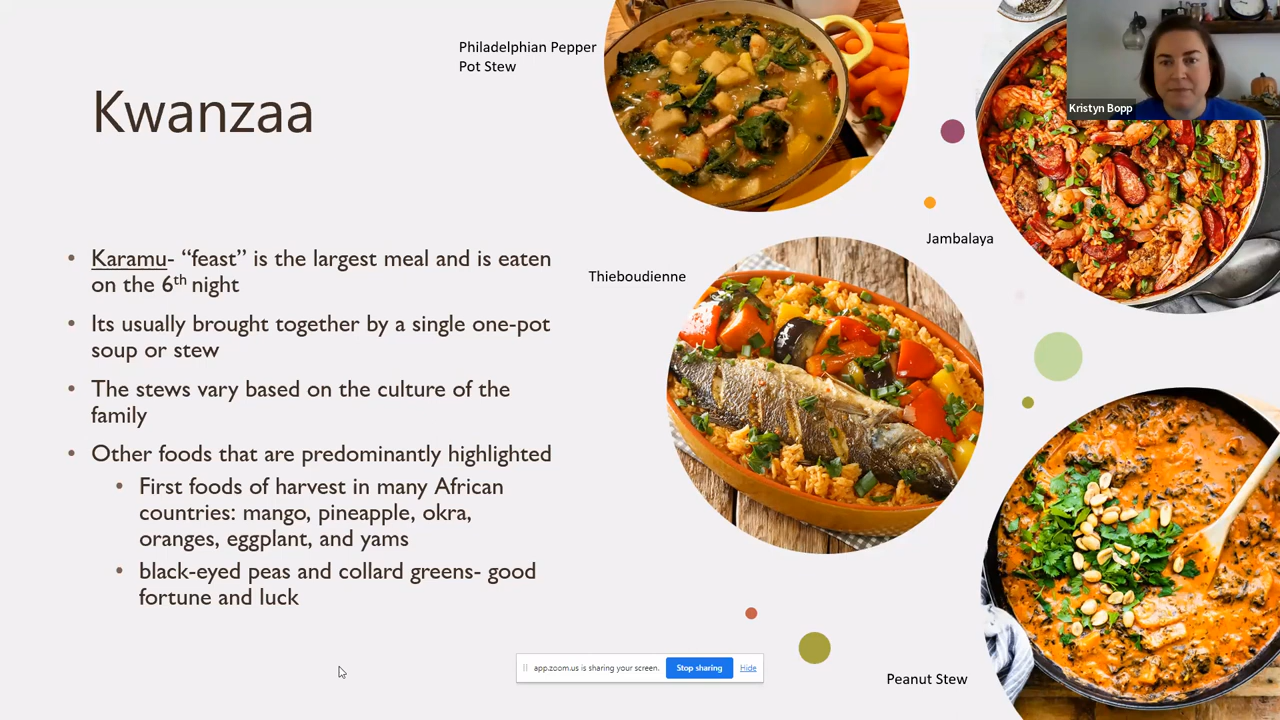 Philadelphian Pepper
Pot Stew
Kwanzaa
Kristyn Bopp
Jambalaya
Thieboudienne
Karamu- “feast” is the largest meal and is eaten
on the 6th night
Its usually brought together by a single one-pot
soup or stew
The stews vary based on the culture of the
family
Other foods that are predominantly highlighted
First foods of harvest in many African
countries: mango, pineapple, okra,
oranges, eggplant, and yams
black-eyed peas and collard greens- good
fortune and luck
app.zoom.us is sharing your screen.
Stop sharing
Hide
Peanut Stew